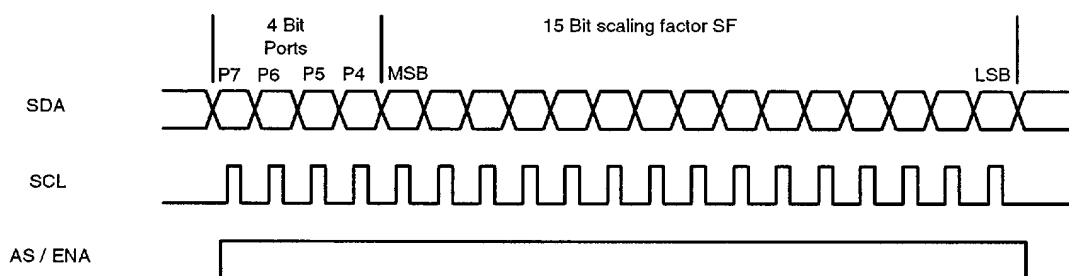 4 Bit
Ports
15 Bit scaling factor SF
P7 P6 P5 P4 MSB LSB
SDA
SCL
AS / ENA